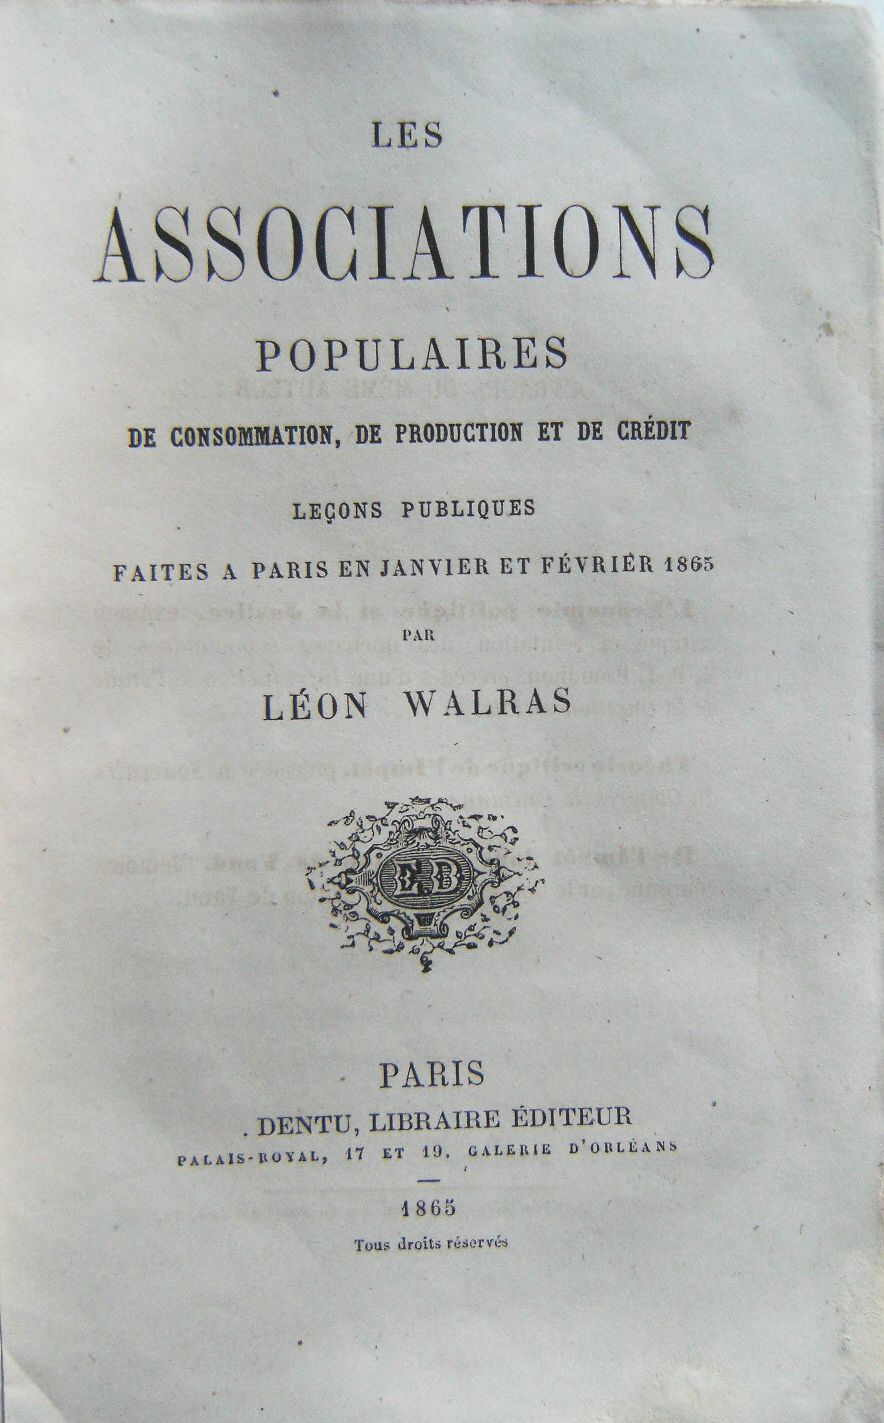 LES
ASSOCIATIONS
POPULAIRES
DE CONSOMMATION, DE PRODUCTION ET DE CRÉDIT
LEÇONS PUBLIQUES
FAITES A PARIS EN JANVIER ET FÉVRIER 1865
PAR
LÉON WALRAS
ED
PARIS
DENTU, LIBRAIRE ÉDITEUR
PALAIS-ROYAL, 17 ET 19, GALERIE D'ORLÉANS
1865
Tous droits réservés